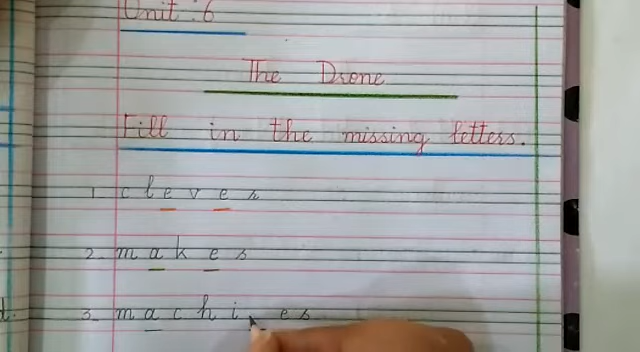 Unit : 6
The Drone
Fill in the missing letters.
1. c l e v e r
2. m a k e s
3. m a c h i e s